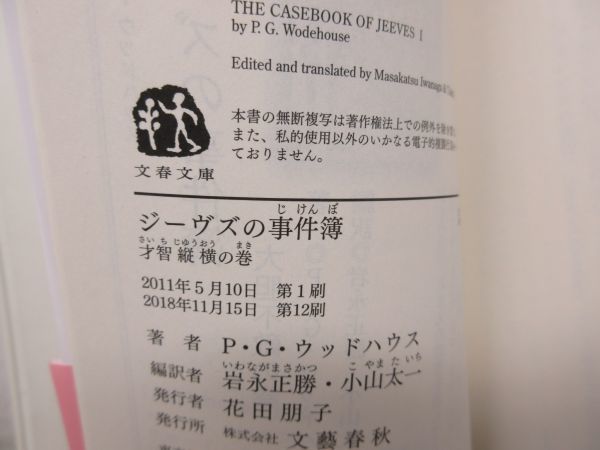 THE CASEBOOK OF JEEVES I
by P. G. Wodehouse
Edited and translated by Masakatsu Iwanaga &
本書の無断複写は著作権法上での例外を除き
また、私的使用以外のいかなる電子的複製行為
ておりません。
文春文庫
じけんぼ
ジーヴズの事件簿
さいちじゆうおう まき
才智縦横の巻
2011年5月10日 第1刷
2018年11月15日 第12刷
著者 P・G・ウッドハウス
いわながまさかつ こやまたいち
編訳者 岩永正勝・小山太一
発行者 花田朋子
発行所 株式会社 文藝春秋